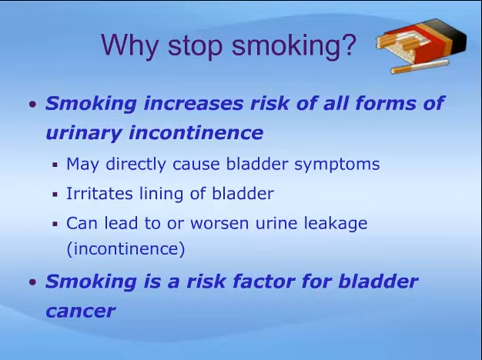 Why stop smoking?
• Smoking increases risk of all forms of
urinary incontinence
▪ May directly cause bladder symptoms
▪ Irritates lining of bladder
▪ Can lead to or worsen urine leakage
(incontinence)
• Smoking is a risk factor for bladder
cancer